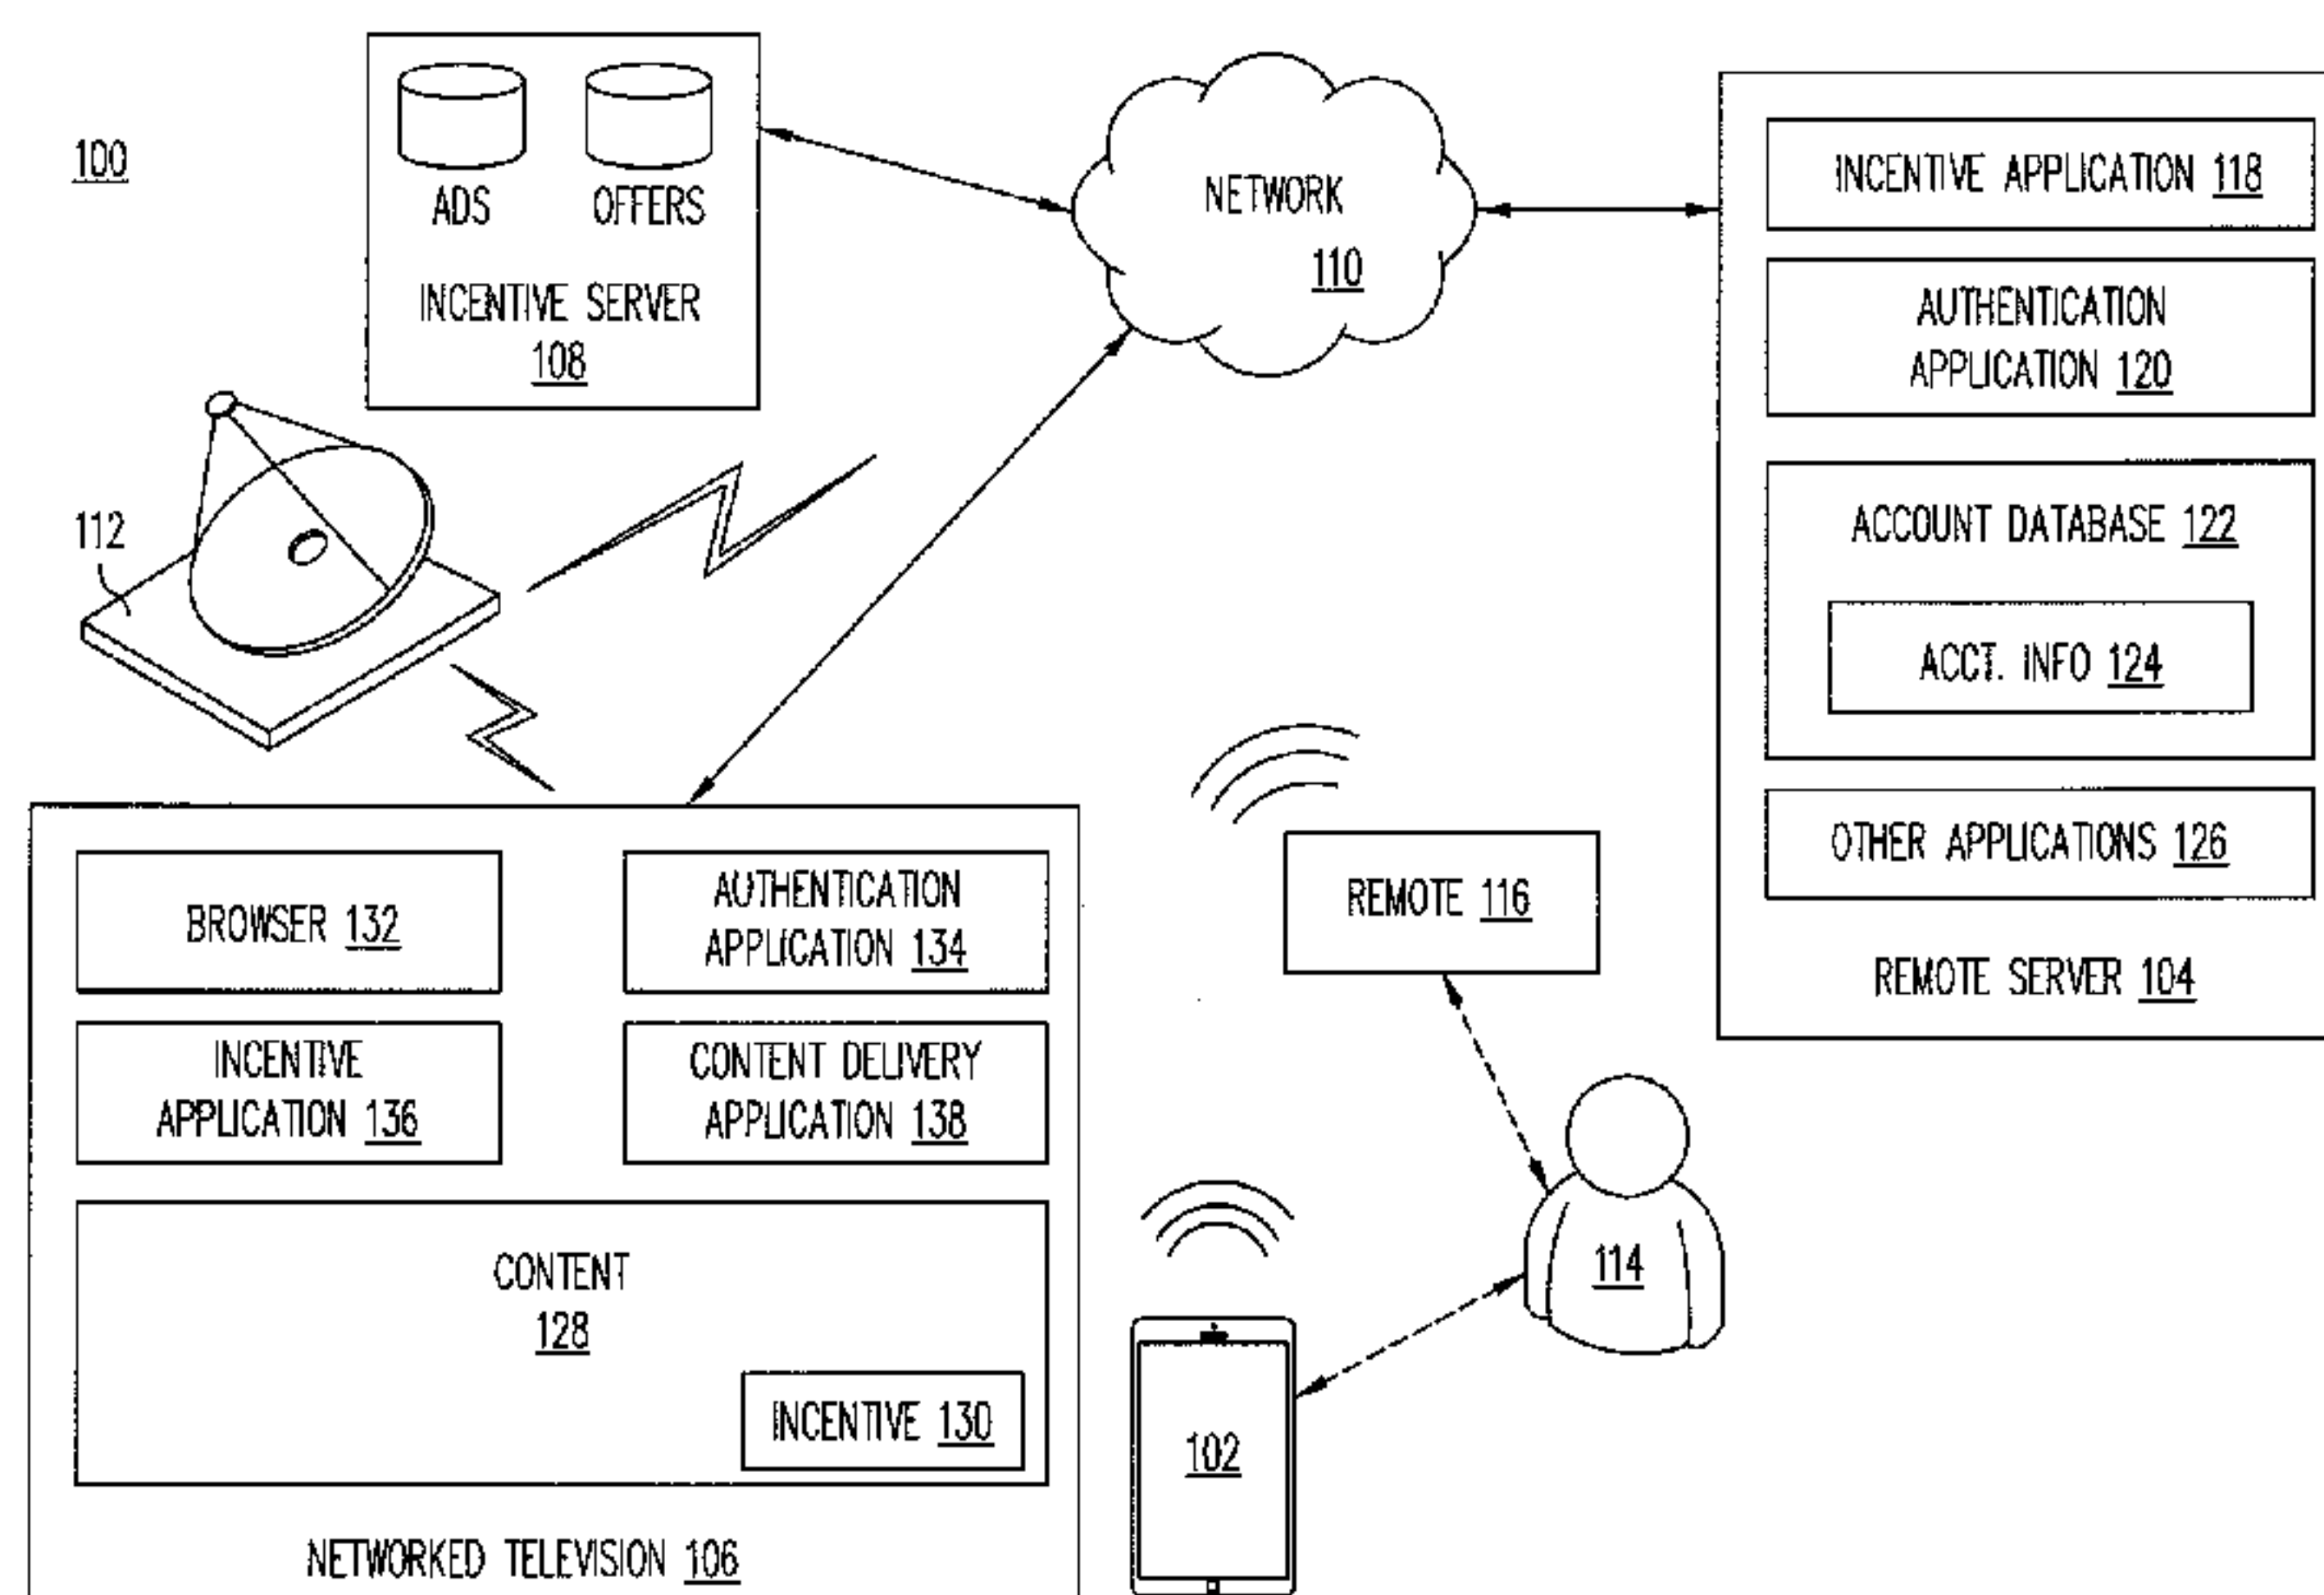 100
ADS OFFERS
INCENTIVE SERVER
108
NETWORK
110
INCENTIVE APPLICATION 118
AUTHENTICATION
APPLICATION 120
ACCOUNT DATABASE 122
ACCT. INFO 124
OTHER APPLICATIONS 126
REMOTE SERVER 104
112
BROWSER 132
AUTHENTICATION
APPLICATION 134
INCENTIVE
APPLICATION 136
CONTENT DELIVERY
APPLICATION 138
CONTENT
128
INCENTIVE 130
NETWORKED TELEVISION 106
REMOTE 116
114
102